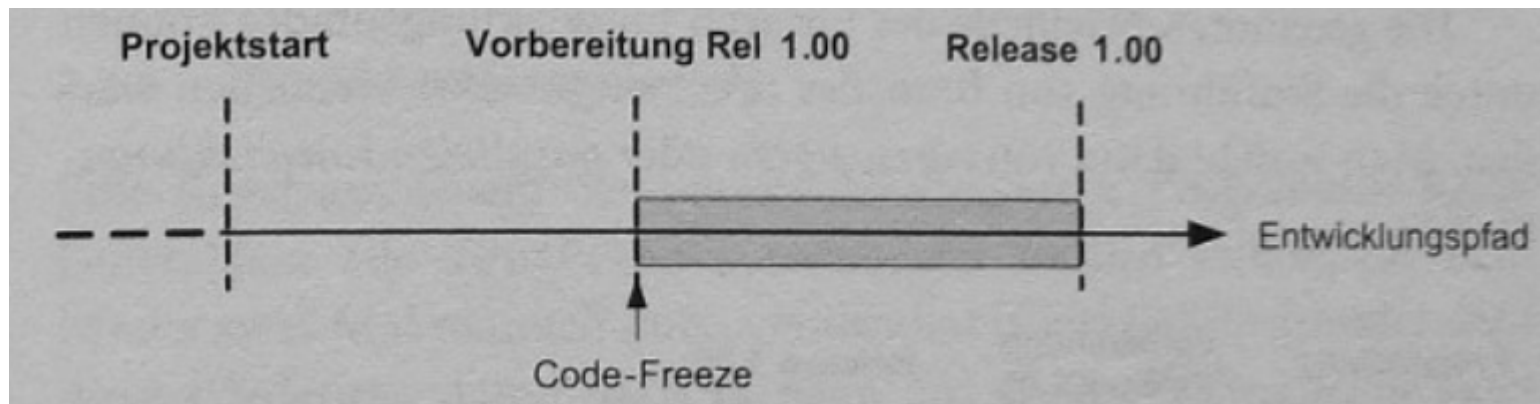 Projektstart
Vorbereitung Rel 1.00
Release 1.00
Entwicklungspfad
Code-Freeze